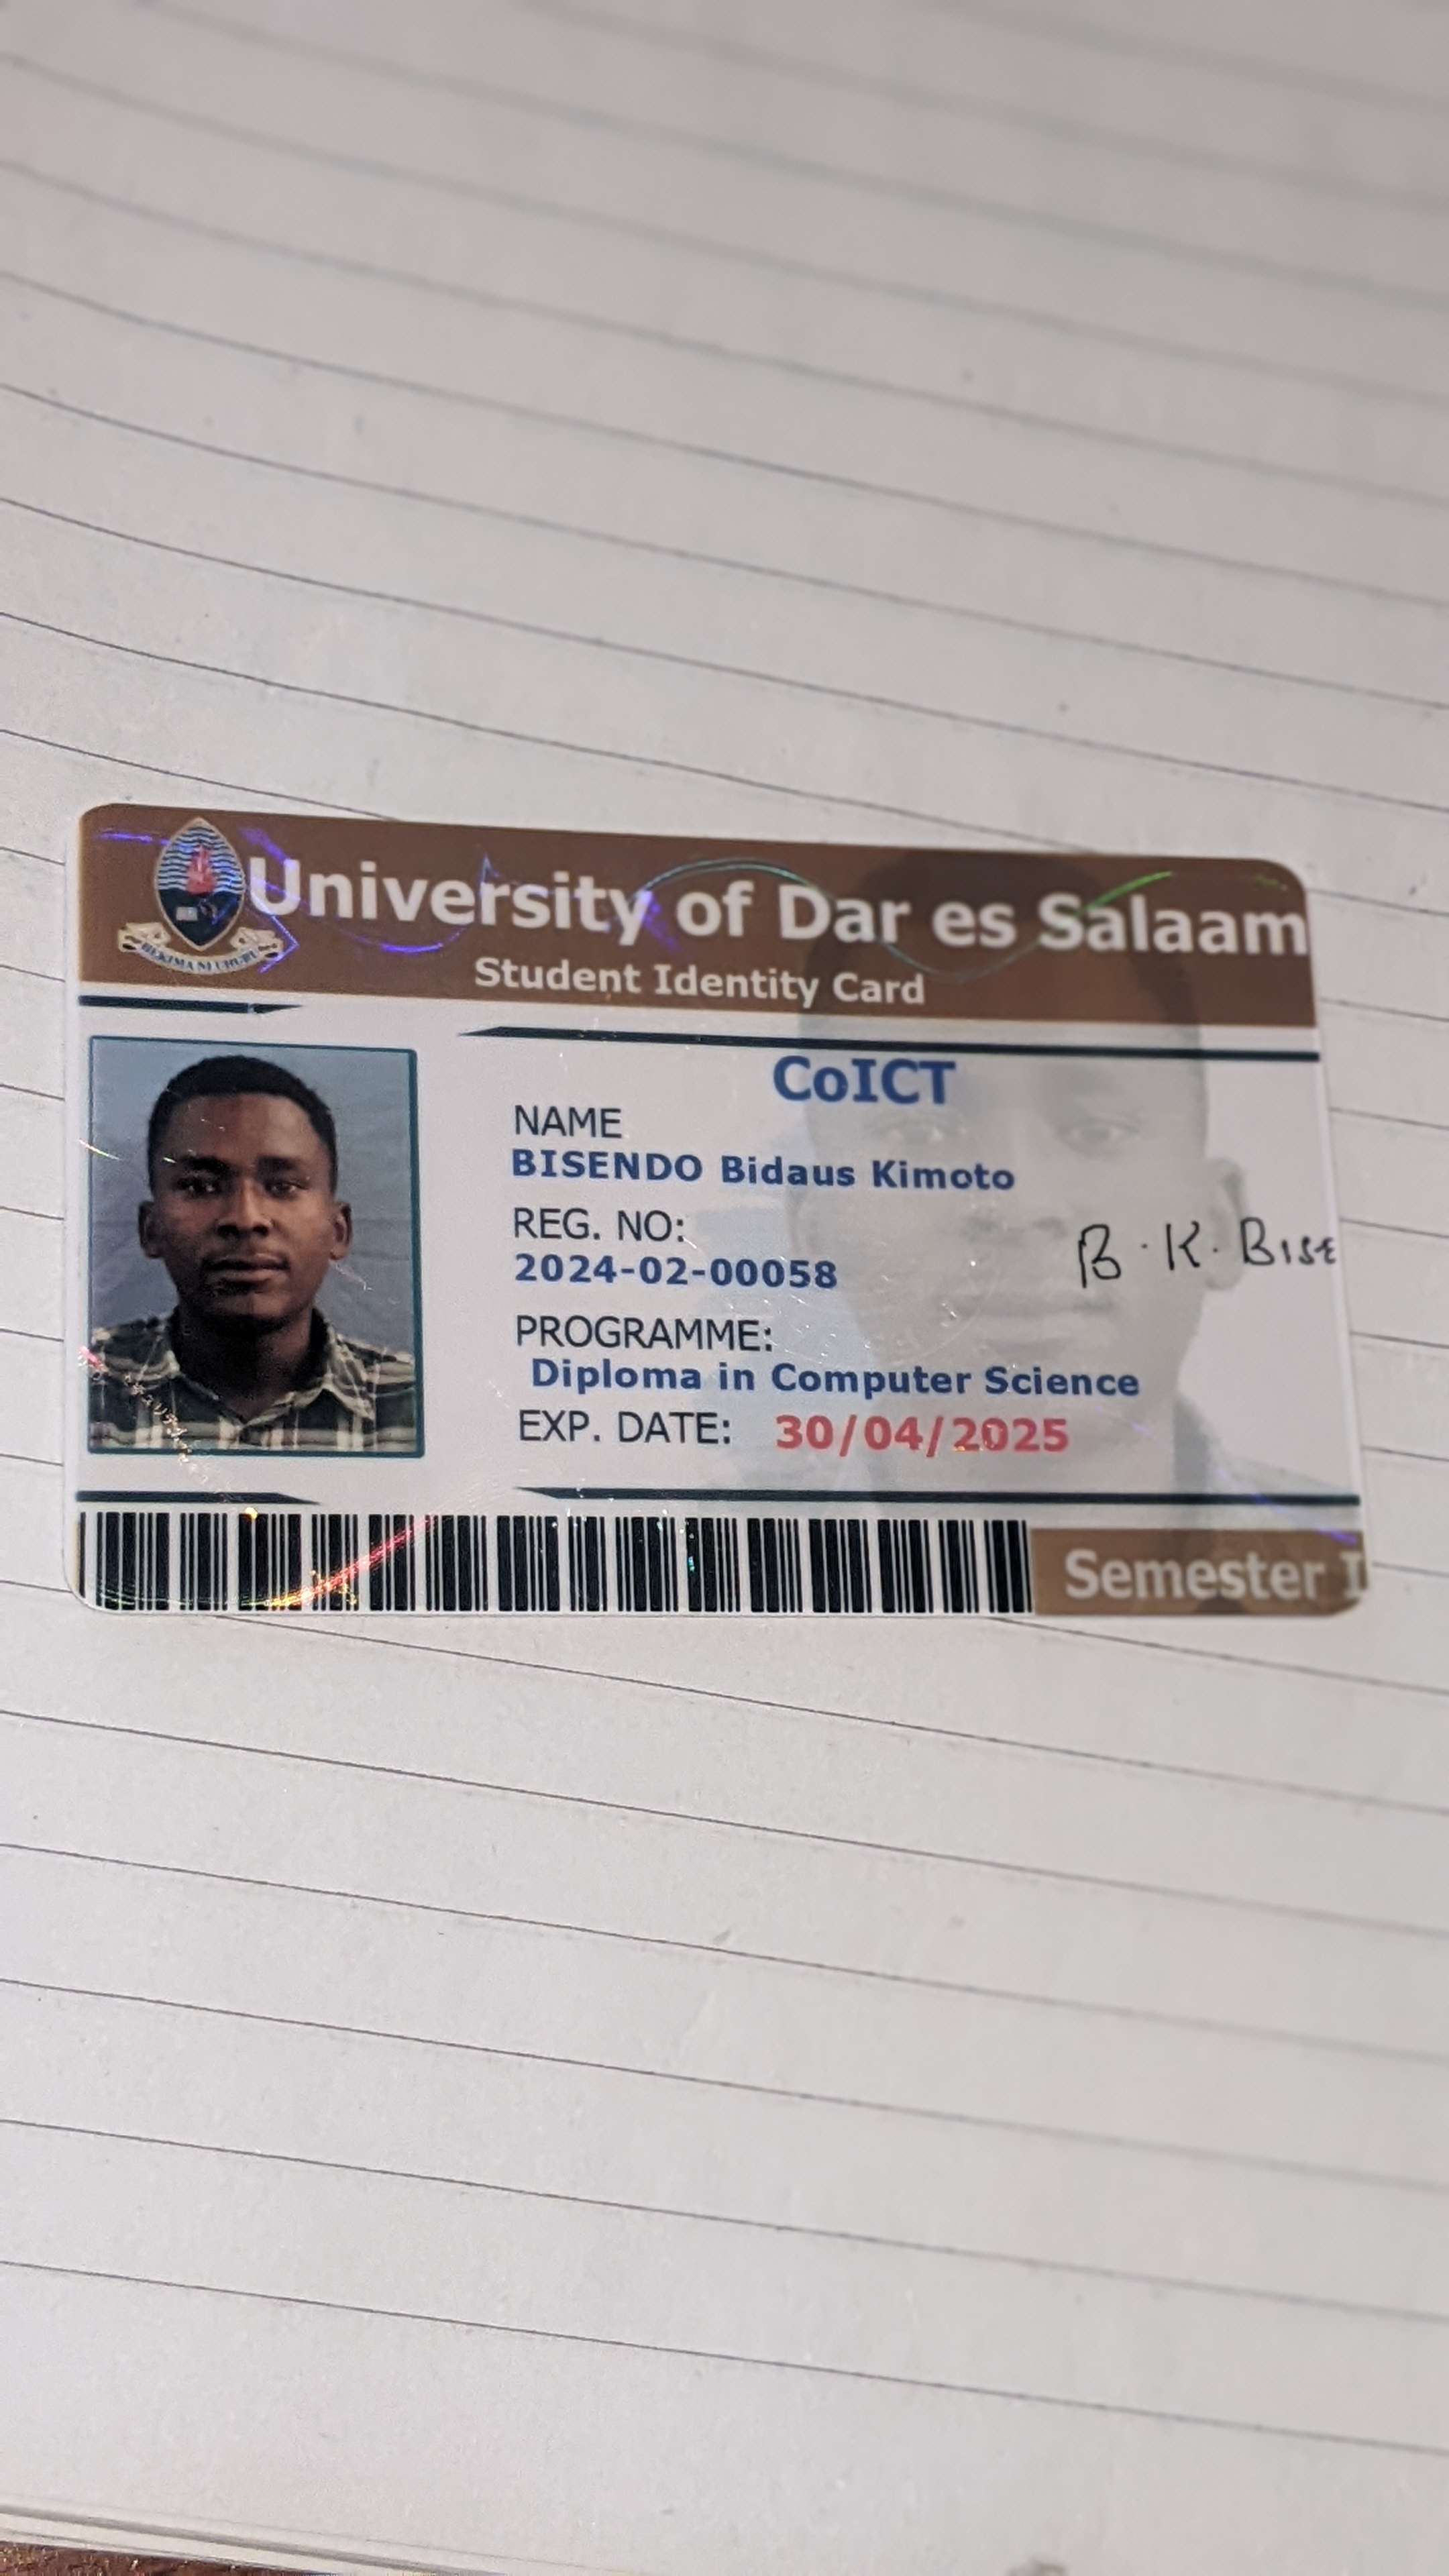 University of Dar es Salaam
Student Identity Card
HEKIMA NI UHURU
CoICT
NAME
BISENDO Bidaus Kimoto
REG. NO:
2024-02-00058
B.K.BISE
PROGRAMME:
Diploma in Computer Science
EXP. DATE: 30/04/2025
Semester I